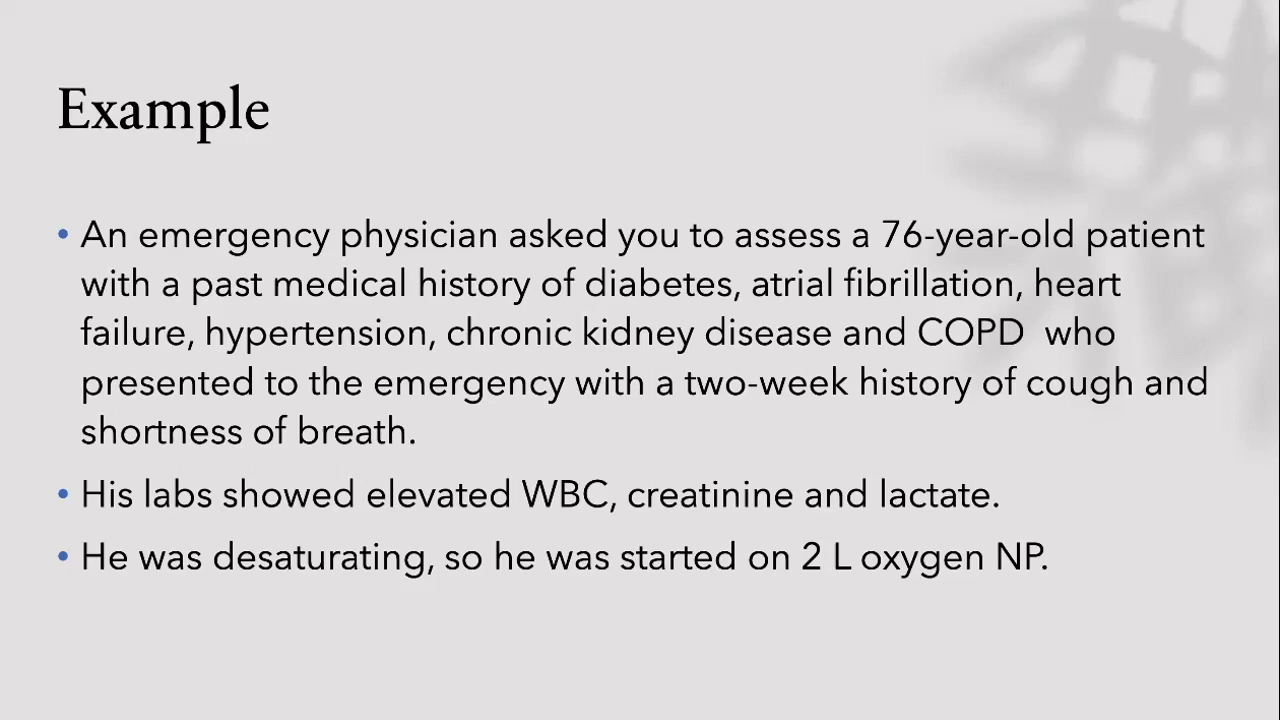 Example
• An emergency physician asked you to assess a 76-year-old patient
with a past medical history of diabetes, atrial fibrillation, heart
failure, hypertension, chronic kidney disease and COPD  who
presented to the emergency with a two-week history of cough and
shortness of breath.
• His labs showed elevated WBC, creatinine and lactate.
• He was desaturating, so he was started on 2 L oxygen NP.